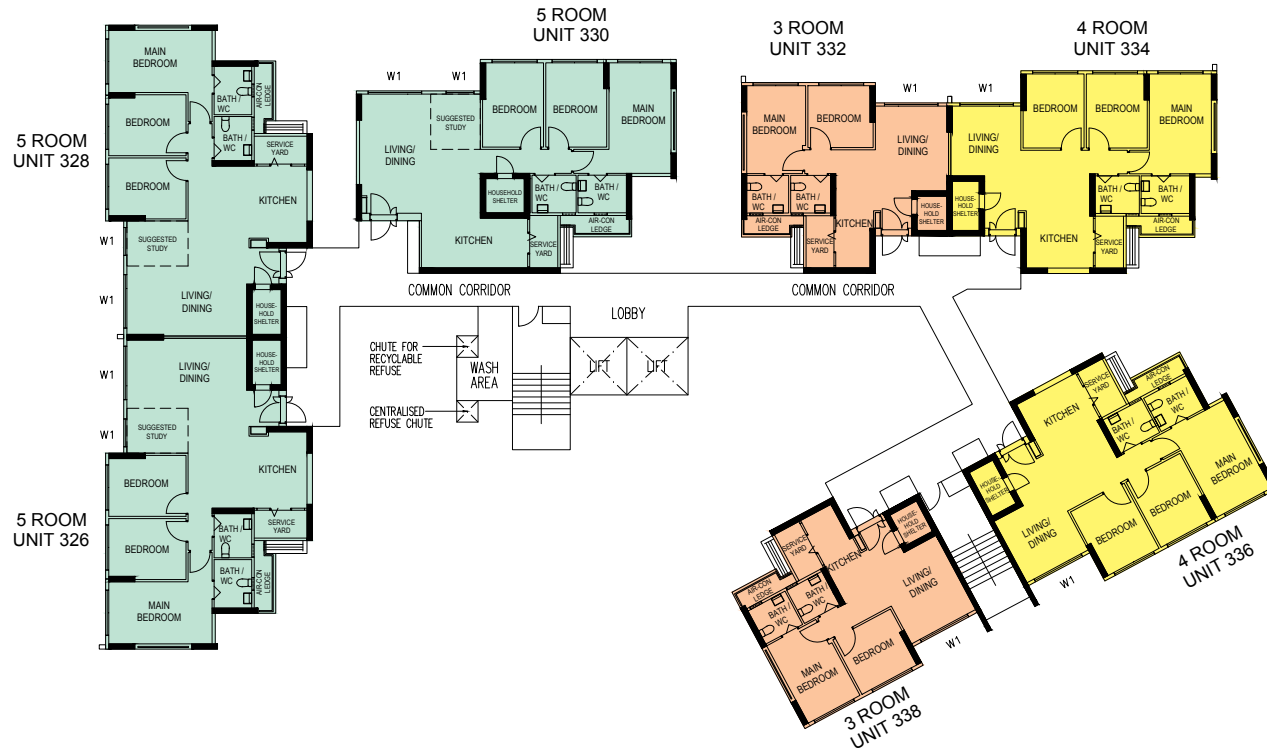 5 ROOM
UNIT 328
MAIN
BEDROOM
BATH /
WC
AIR-CON
LEDGE
BEDROOM
BATH /
WC
BEDROOM
SERVICE
YARD
KITCHEN
W1
SUGGESTED
STUDY
W1
LIVING/
DINING
HOUSE-
HOLD
SHELTER
5 ROOM
UNIT 326
W1
LIVING/
DINING
HOUSE-
HOLD
SHELTER
W1
SUGGESTED
STUDY
BEDROOM
KITCHEN
SERVICE
YARD
BEDROOM
BATH /
WC
BATH /
WC
AIR-CON
LEDGE
MAIN
BEDROOM
5 ROOM
UNIT 330
W1
W1
LIVING/
DINING
SUGGESTED
STUDY
BEDROOM
BEDROOM
MAIN
BEDROOM
HOUSEHOLD
SHELTER
BATH /
WC
BATH /
WC
AIR-CON
LEDGE
KITCHEN
SERVICE
YARD
3 ROOM
UNIT 332
MAIN
BEDROOM
BEDROOM
W1
LIVING/
DINING
BATH /
WC
BATH /
WC
AIR-CON
LEDGE
SERVICE
YARD
KITCHEN
HOUSE-
HOLD
SHELTER
4 ROOM
UNIT 334
W1
LIVING/
DINING
BEDROOM
BEDROOM
MAIN
BEDROOM
HOUSE-
HOLD
SHELTER
BATH /
WC
BATH /
WC
AIR-CON
LEDGE
KITCHEN
SERVICE
YARD
COMMON CORRIDOR
COMMON CORRIDOR
LOBBY
CHUTE FOR
RECYCLABLE
REFUSE
WASH
AREA
LIFT
LIFT
CENTRALISED
REFUSE CHUTE
KITCHEN
SERVICE
YARD
AIR-CON
LEDGE
BATH /
WC
BATH /
WC
HOUSE-
HOLD
SHELTER
LIVING/
DINING
BEDROOM
BEDROOM
MAIN
BEDROOM
W1
4 ROOM
UNIT 336
SERVICE
YARD
KITCHEN
HOUSE-
HOLD
SHELTER
AIR-CON
LEDGE
BATH /
WC
BATH /
WC
LIVING/
DINING
MAIN
BEDROOM
BEDROOM
W1
3 ROOM
UNIT 338